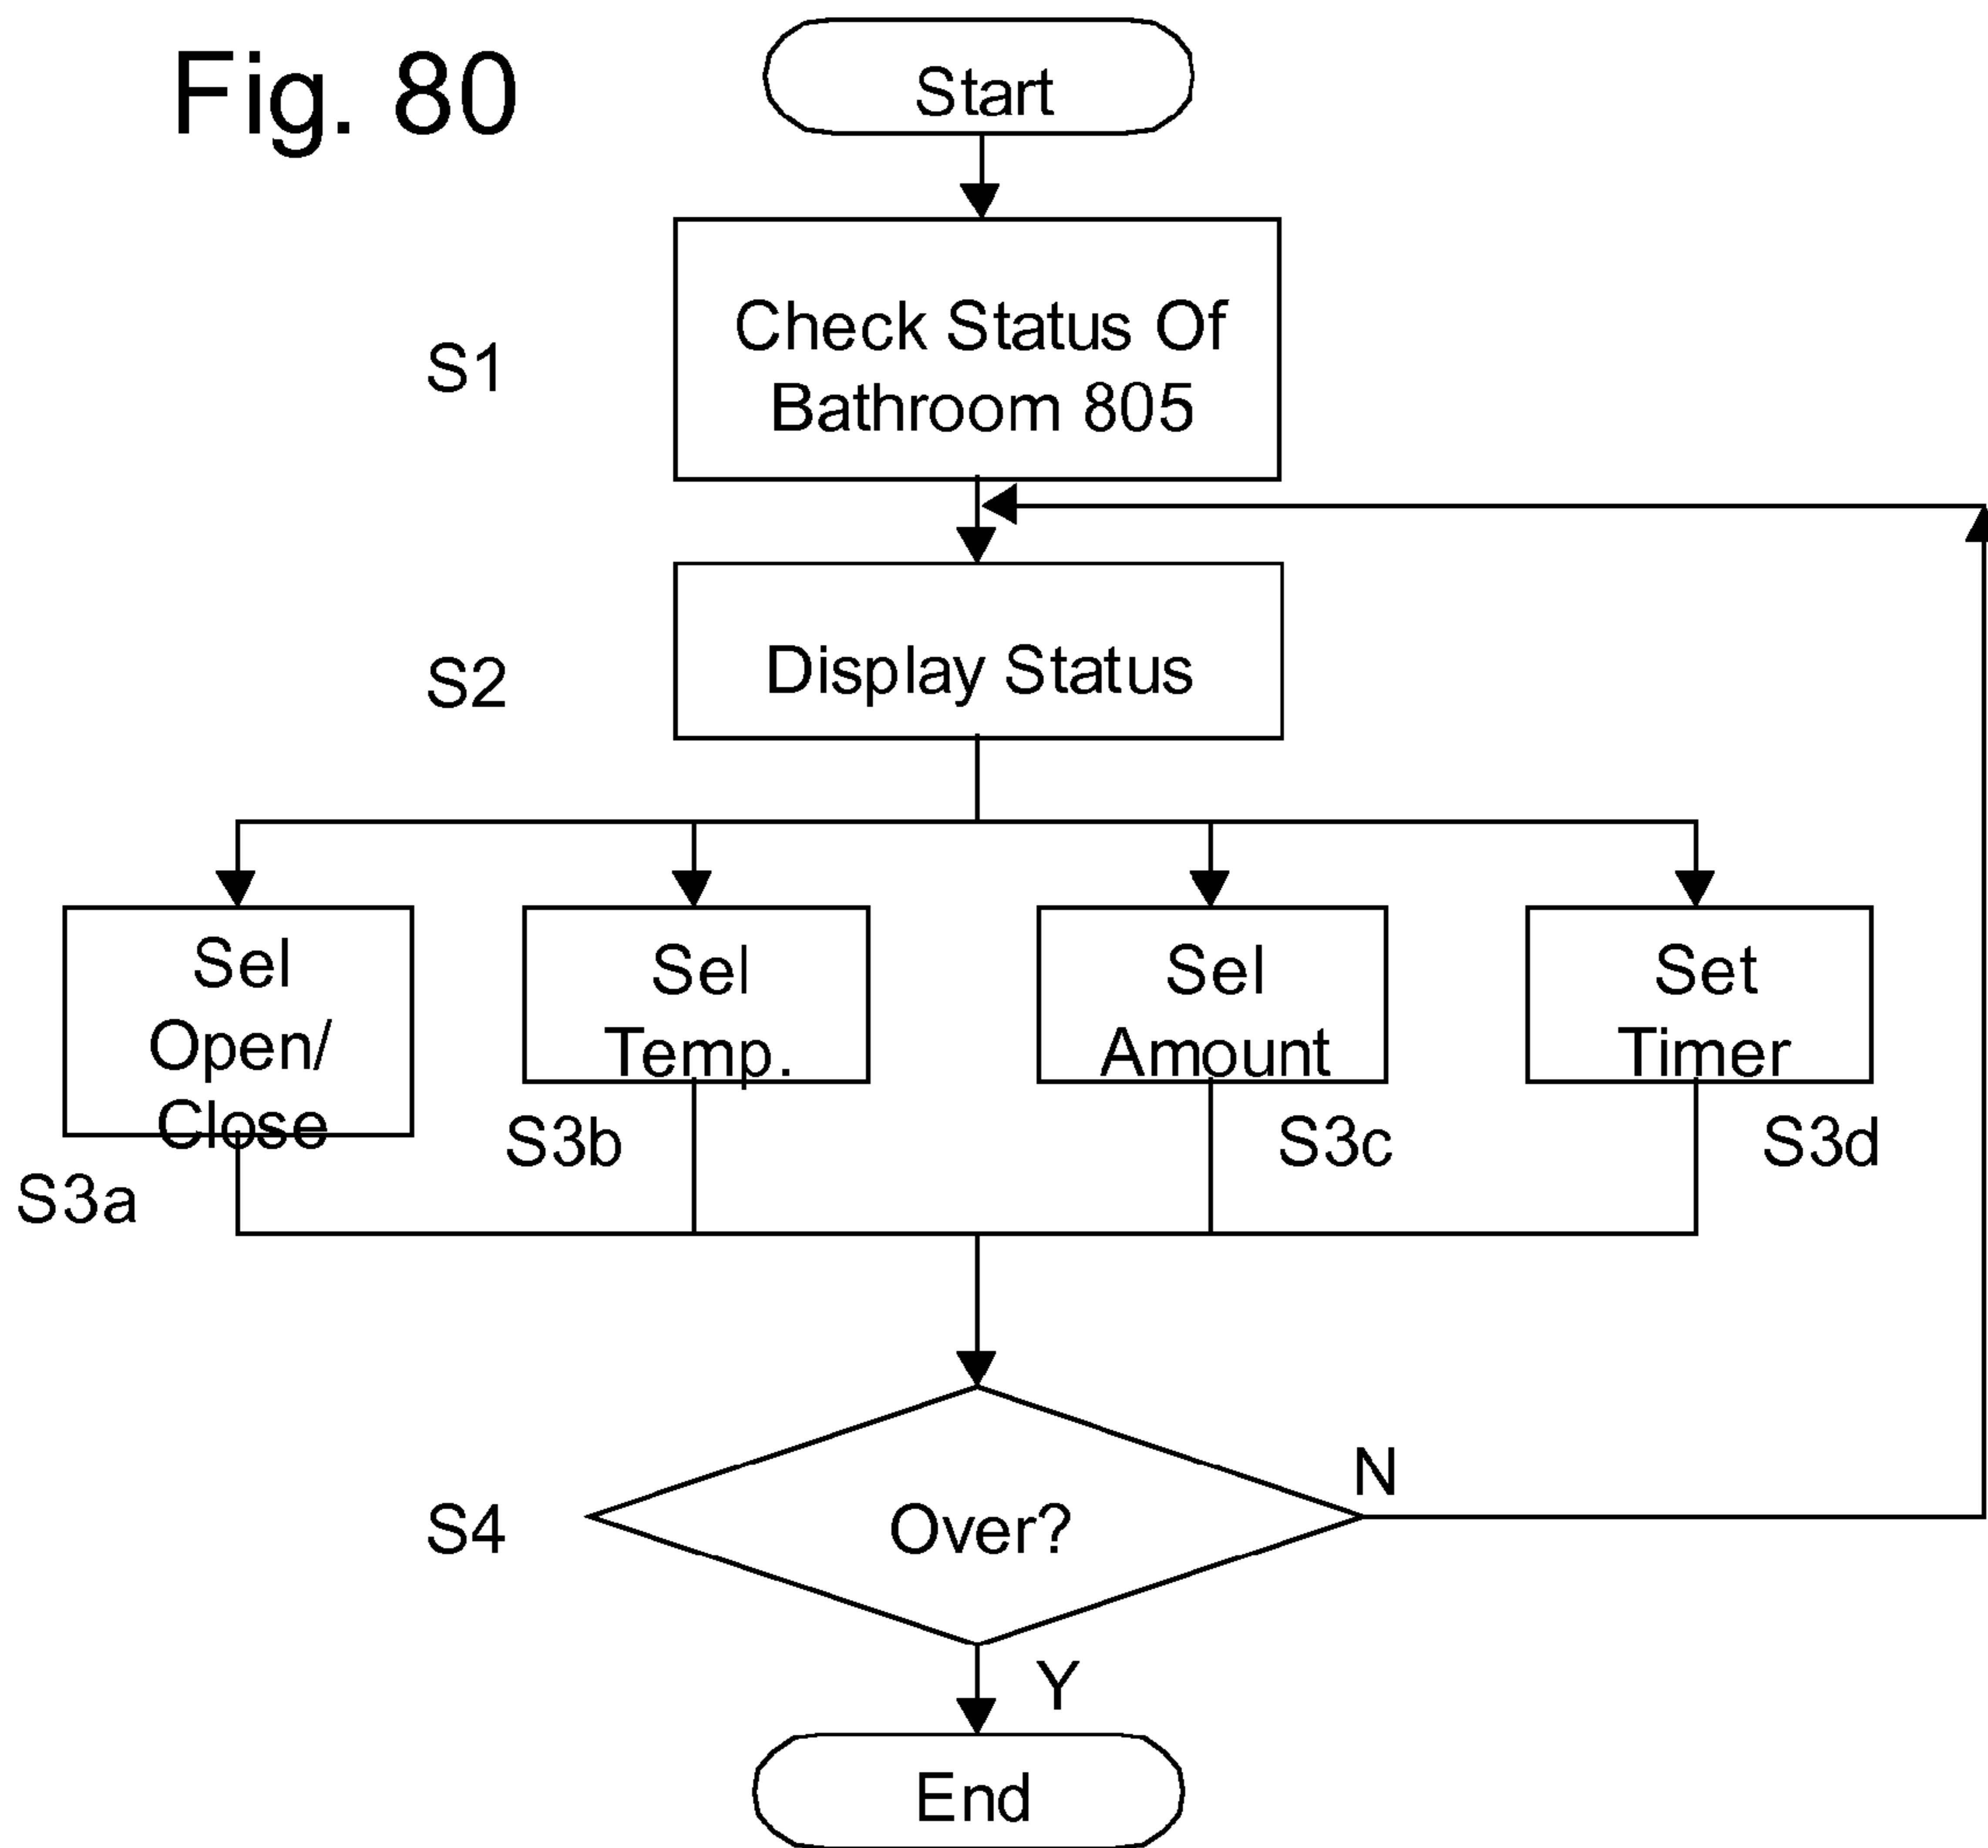 Fig. 80
Start
S1
Check Status Of
Bathroom 805
S2
Display Status
Sel
Open/
Close
S3a
Sel
Temp.
S3b
Sel
Amount
S3c
Set
Timer
S3d
S4
Over?
N
Y
End